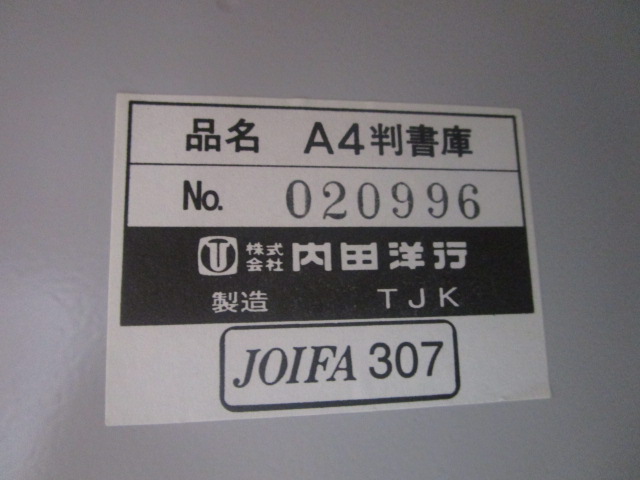 品名 A4判書庫
No. 020996
株式会社 内田洋行
製造 TJK
JOIFA 307